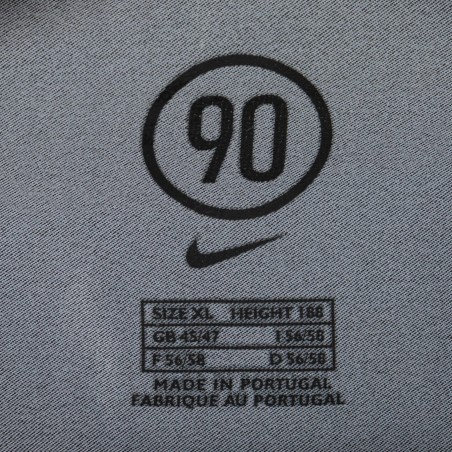 90
SIZE XL HEIGHT 188
GB 45/47 I 56/58
F 56/58 D 56/58
MADE IN PORTUGAL
FABRIQUE AU PORTUGAL